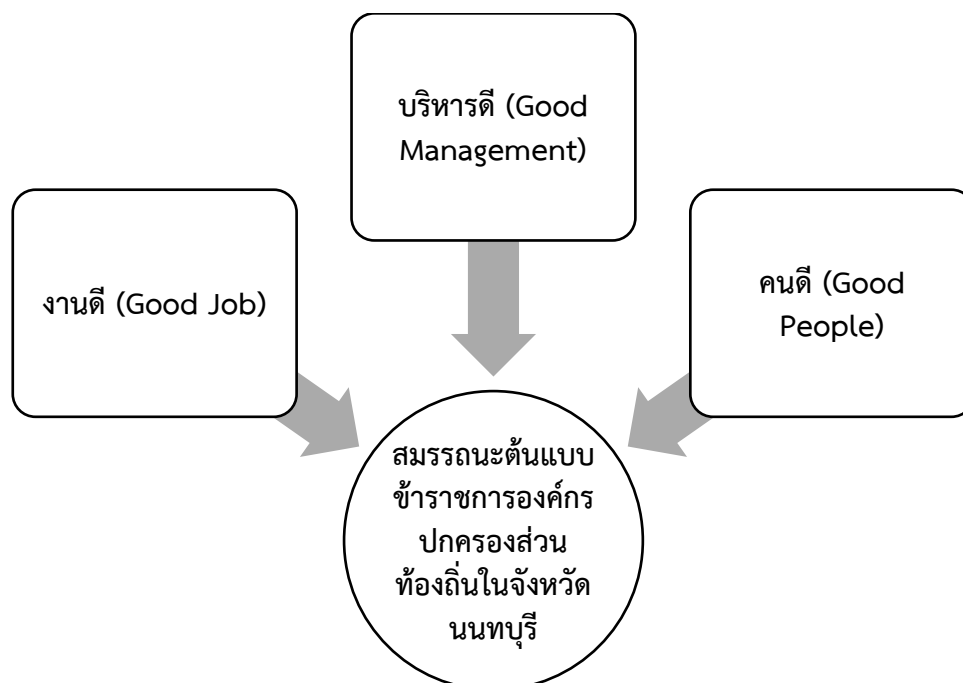 บริหารดี (Good
Management)
งานดี (Good Job)
คนดี (Good
People)
สมรรถนะต้นแบบ
ข้าราชการองค์กร
ปกครองส่วน
ท้องถิ่นในจังหวัด
นนทบุรี